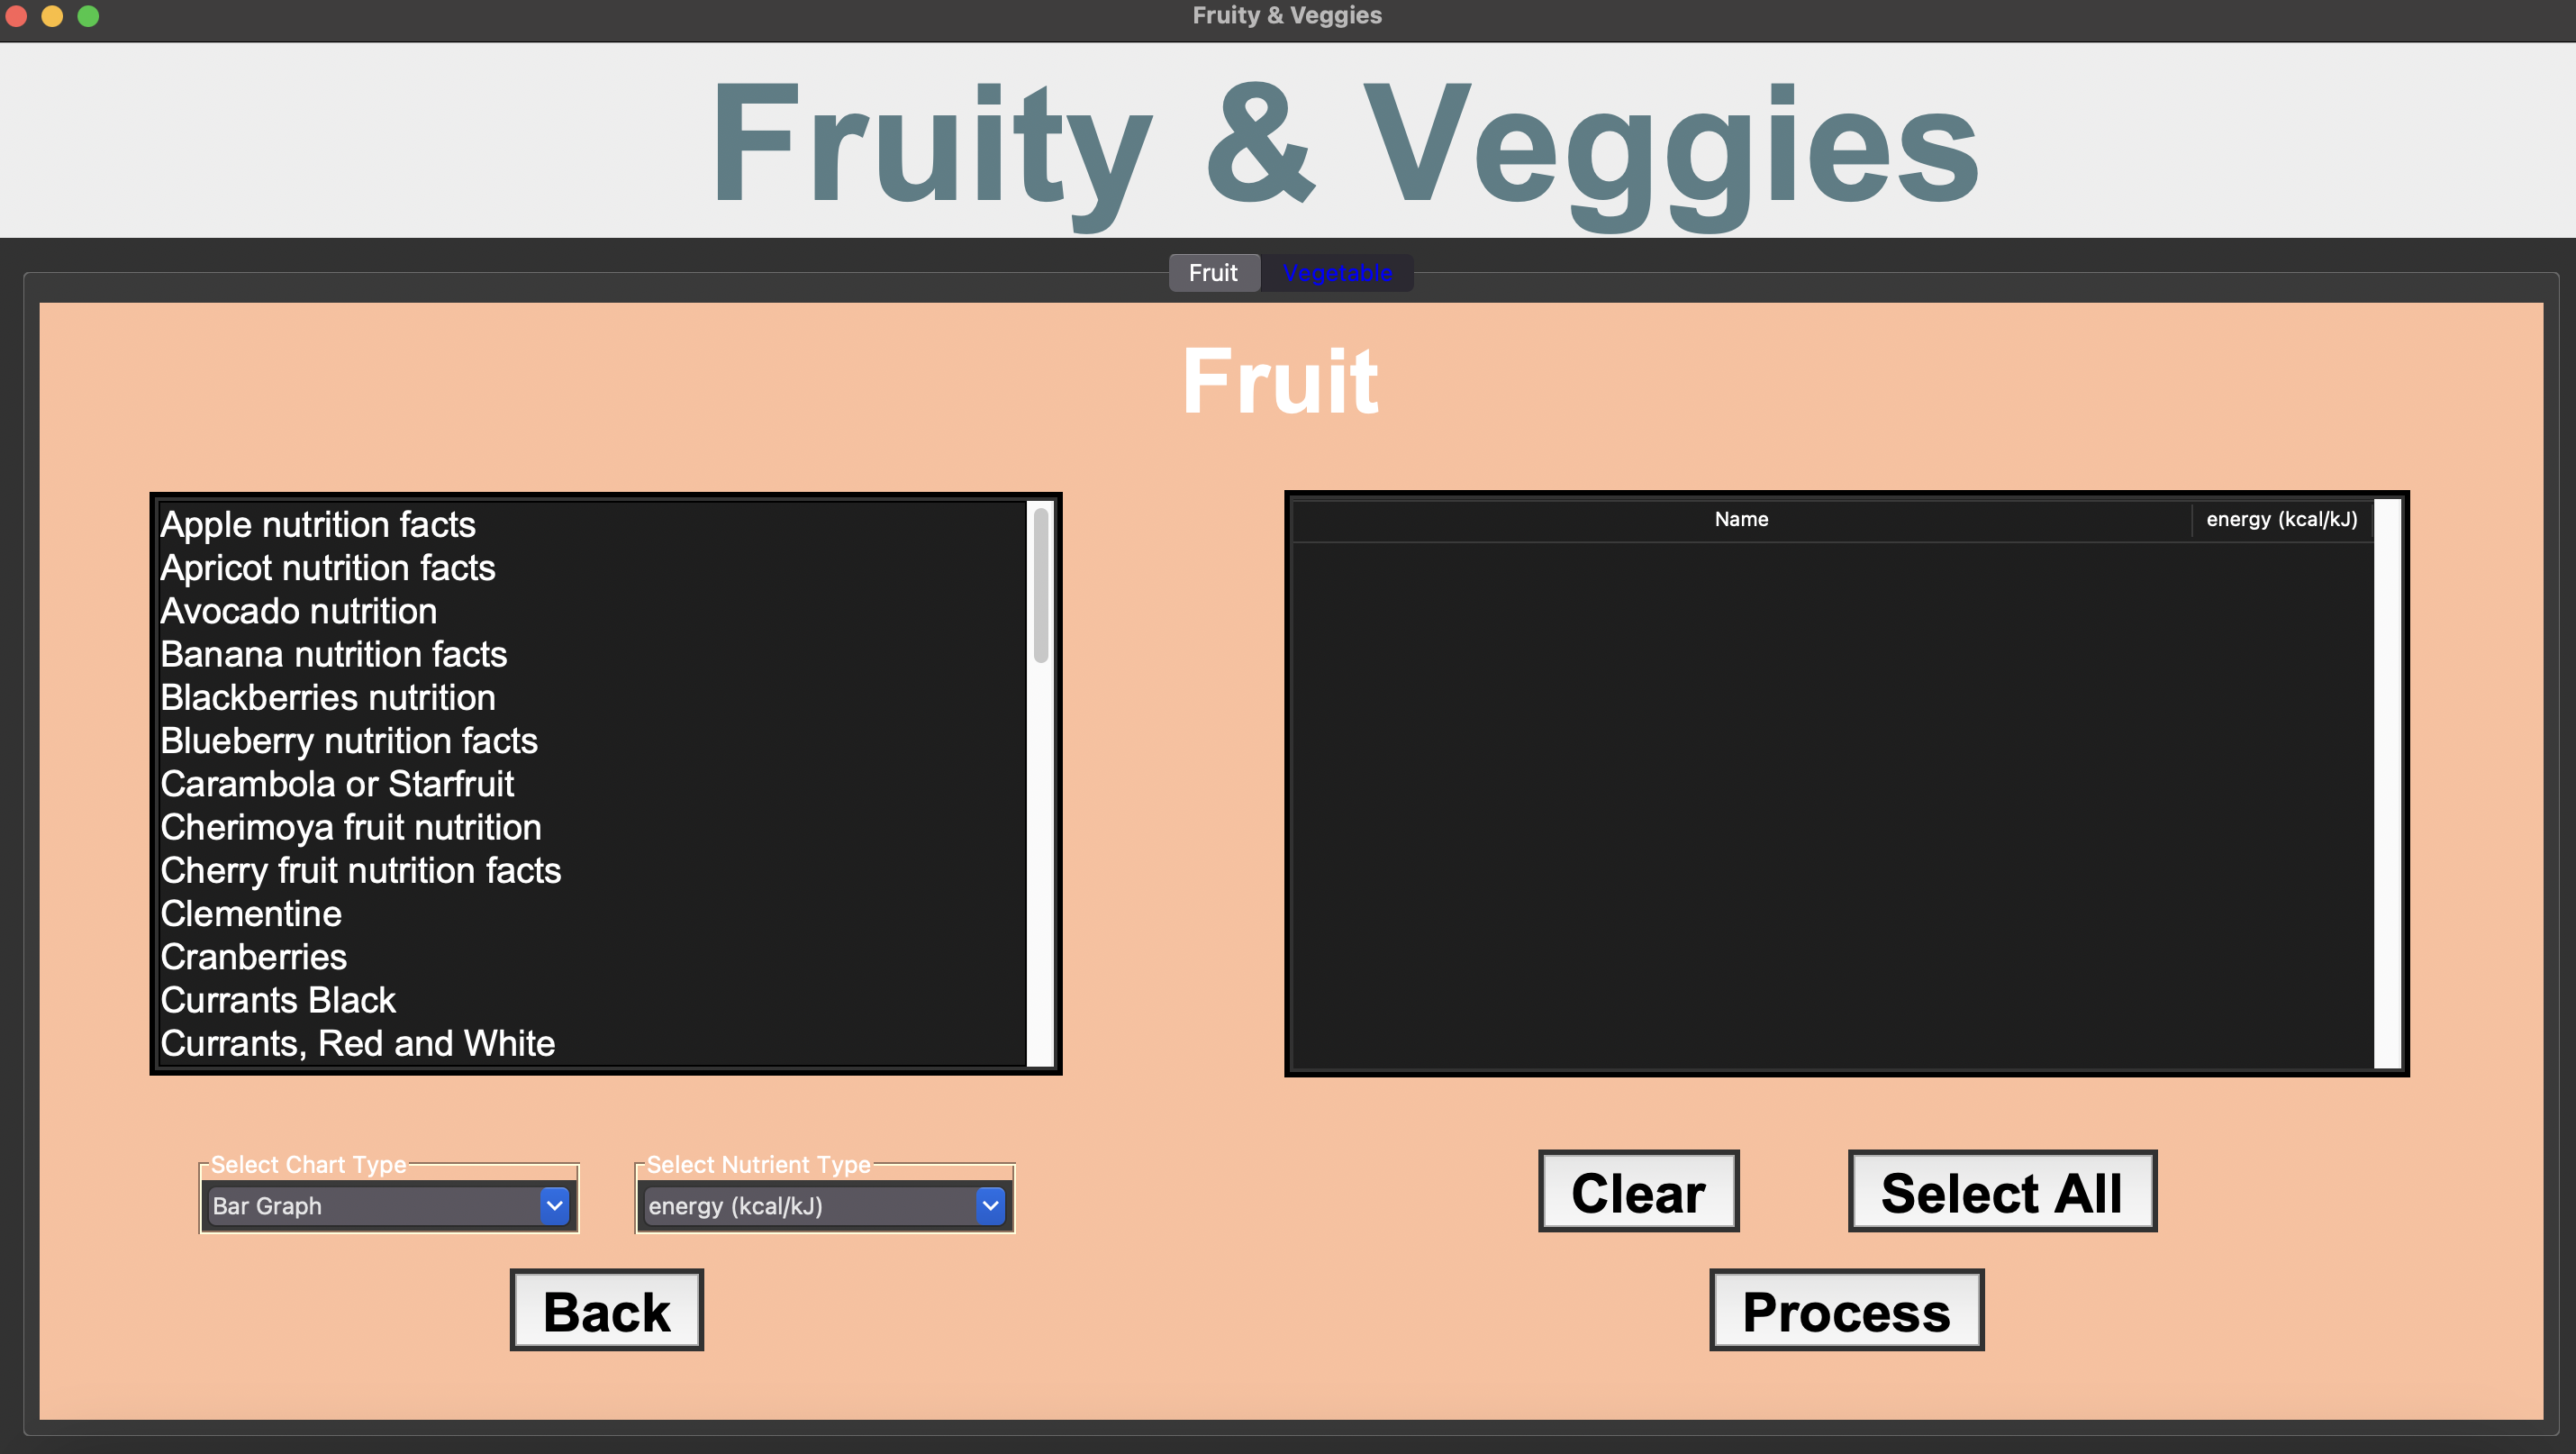 Fruity & Veggies
Fruity & Veggies
Fruit Vegetable
Fruit
Apple nutrition facts
Apricot nutrition facts
Avocado nutrition
Banana nutrition facts
Blackberries nutrition
Blueberry nutrition facts
Carambola or Starfruit
Cherimoya fruit nutrition
Cherry fruit nutrition facts
Clementine
Cranberries
Currants Black
Currants, Red and White
Name energy (kcal/kJ)
Select Chart Type
Bar Graph
Select Nutrient Type
energy (kcal/kJ)
Clear
Select All
Back
Process